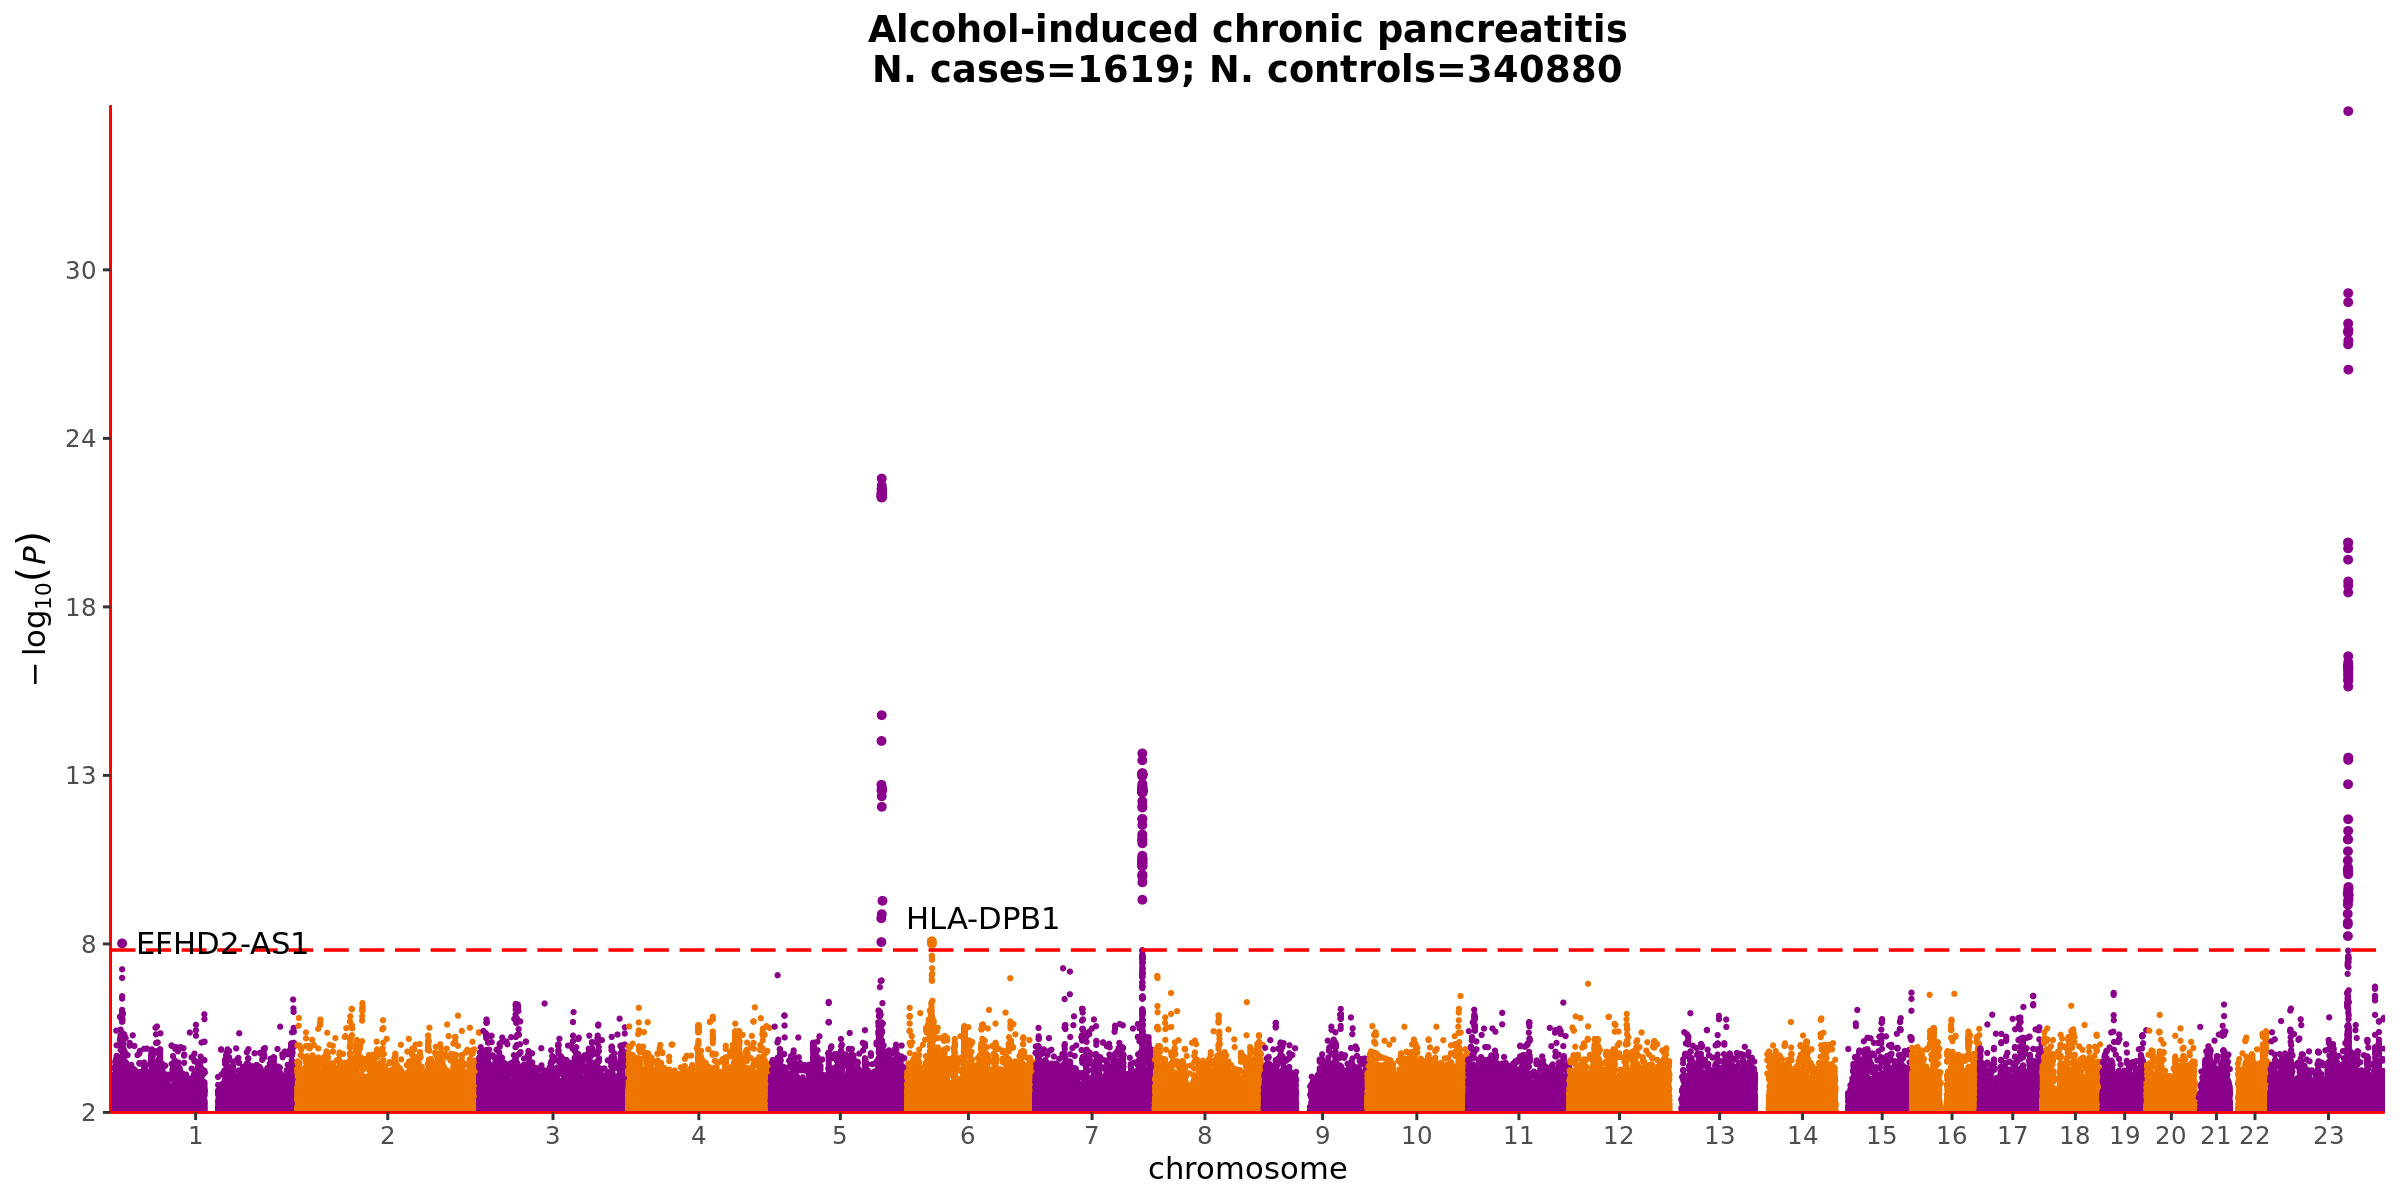 Alcohol-induced chronic pancreatitis
N. cases=1619; N. controls=340880
30
24
18
13
8
2
− log10(P)
HLA-DPB1
EFHD2-AS1
1 2 3 4 5 6 7 8 9 10 11 12 13 14 15 16 17 18 19 20 21 22 23
chromosome